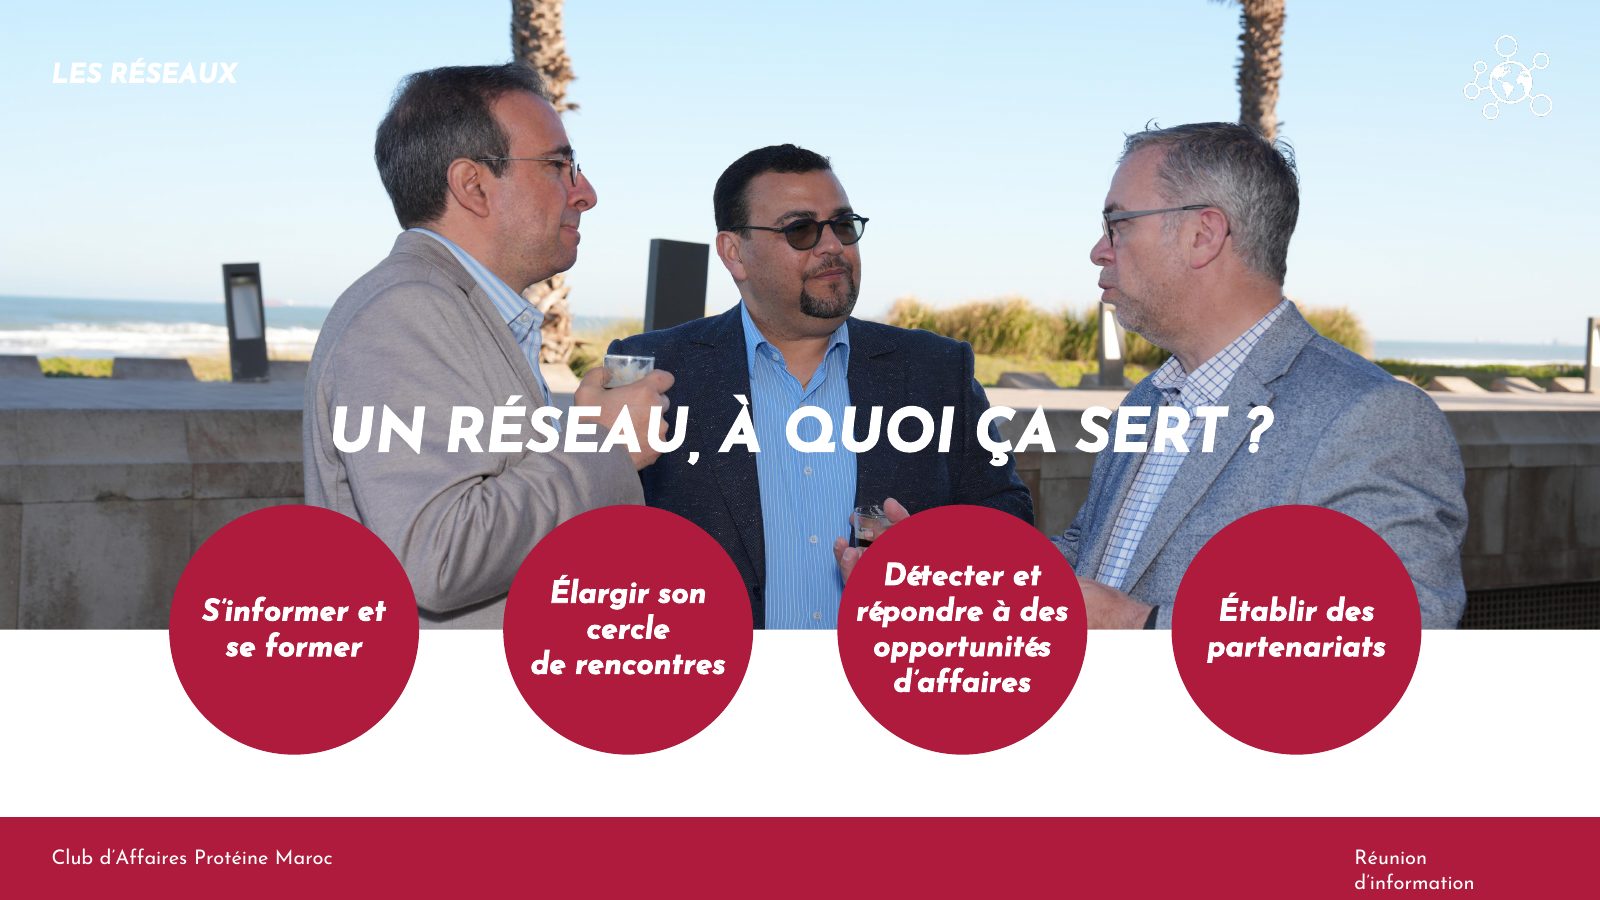 LES RÉSEAUX
UN RÉSEAU, À QUOI ÇA SERT ?
S'informer et
se former
Élargir son
cercle
de rencontres
Détecter et
répondre à des
opportunités
d'affaires
Établir des
partenariats
Club d'Affaires Protéine Maroc
Réunion
d'information